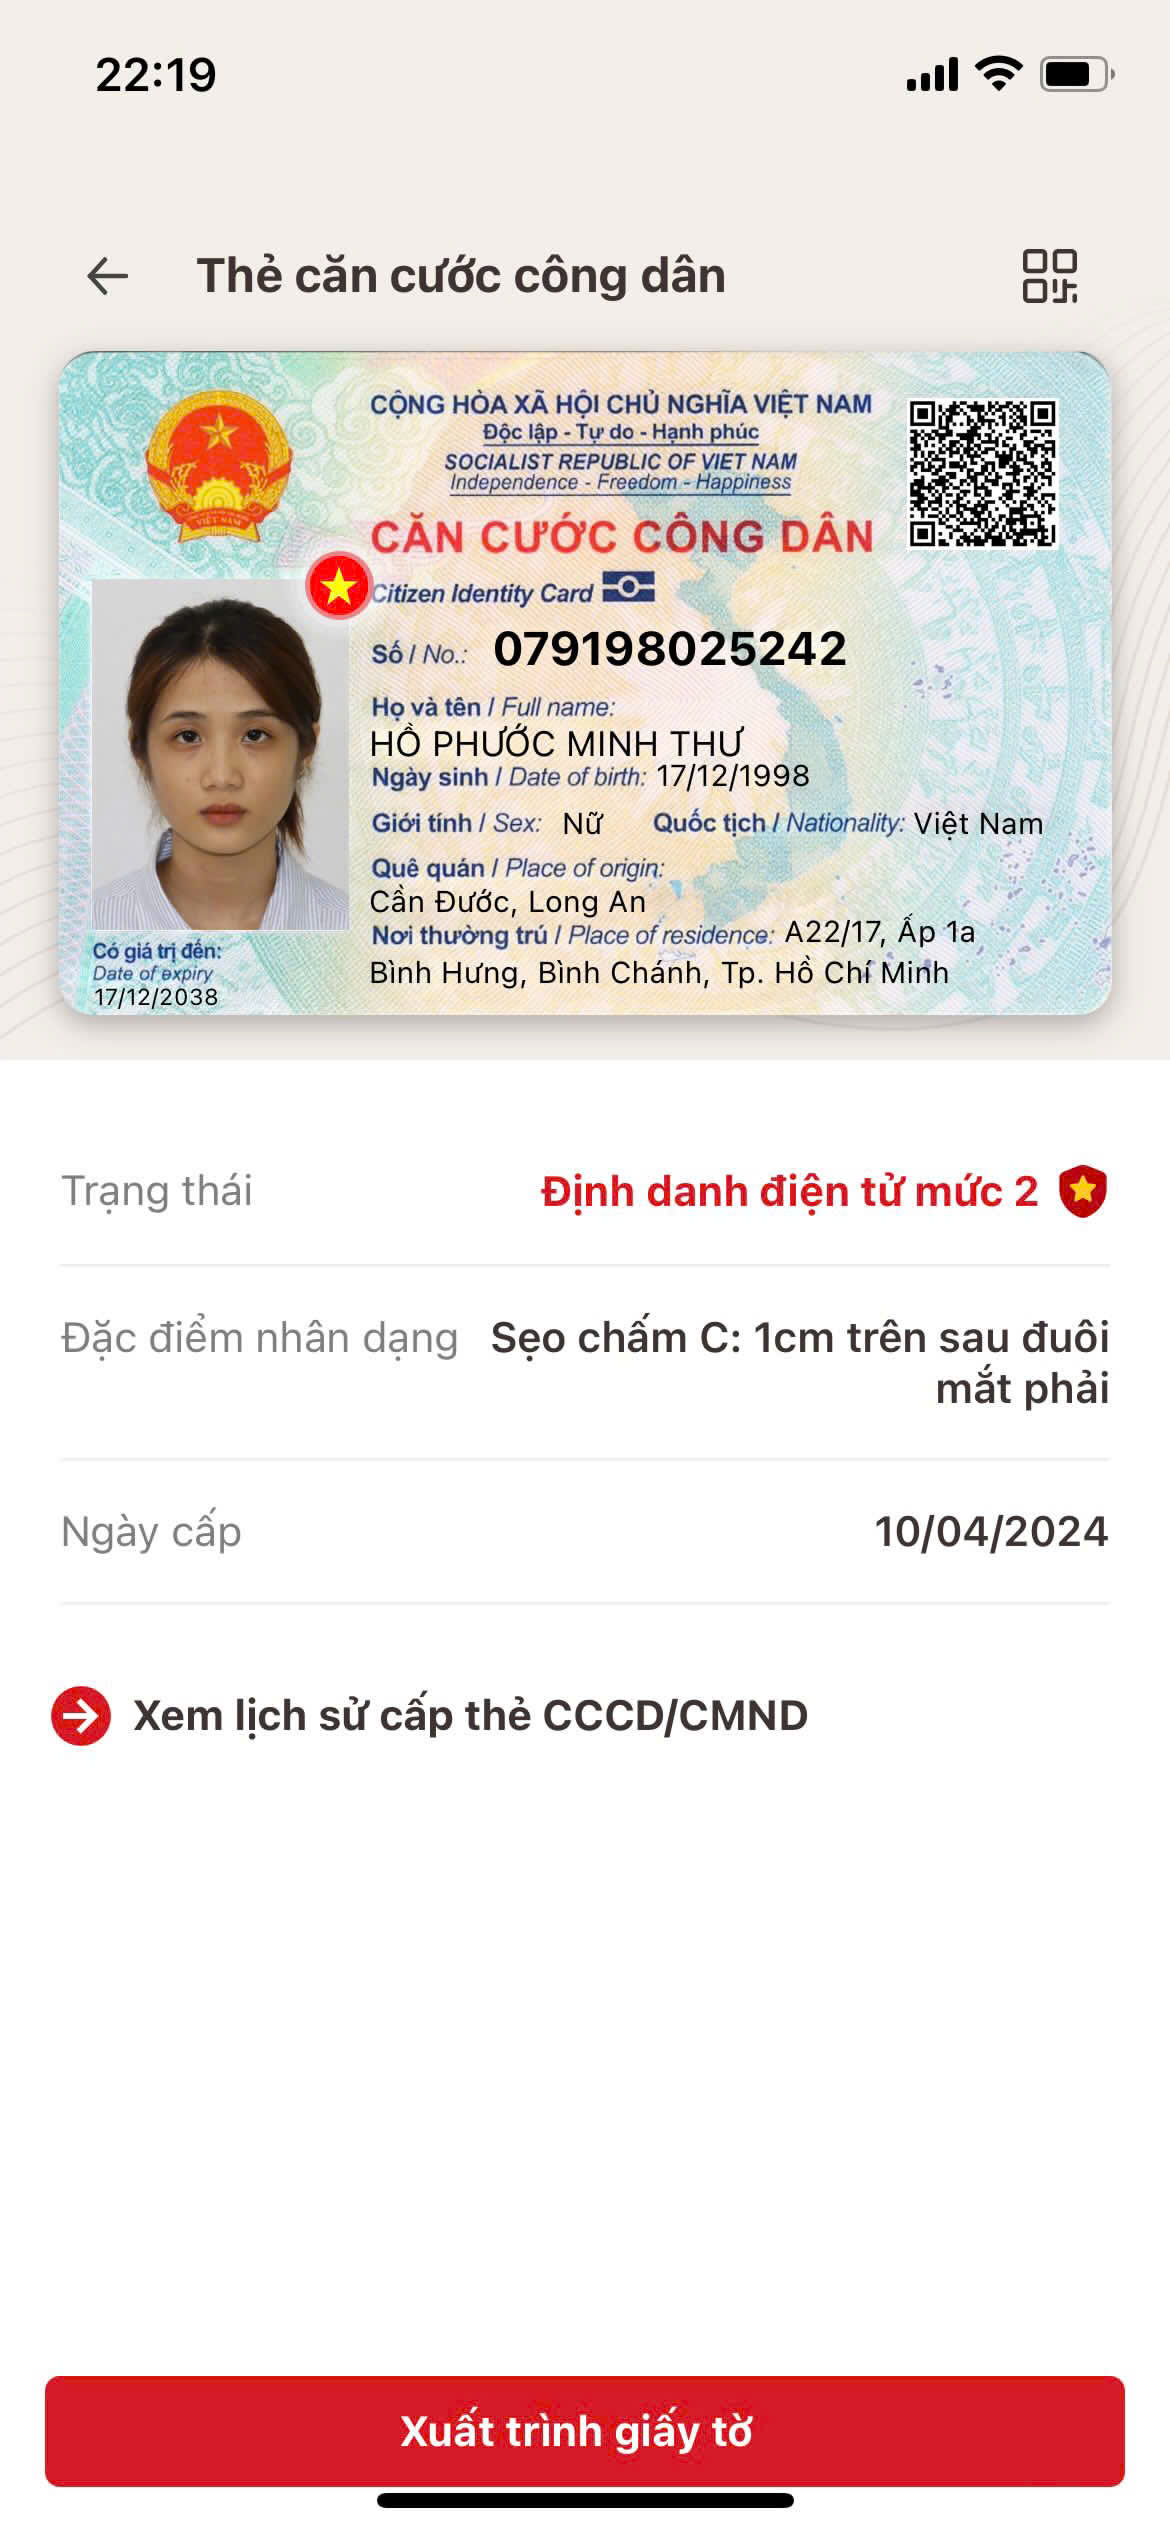 22:19
Thẻ căn cước công dân
CỘNG HÒA XÃ HỘI CHỦ NGHĨA VIỆT NAM
Độc lập - Tự do - Hạnh phúc
SOCIALIST REPUBLIC OF VIET NAM
Independence - Freedom - Happiness
VIỆT NAM
CĂN CƯỚC CÔNG DÂN
Citizen Identity Card
Số / No.: 079198025242
Họ và tên / Full name:
HỒ PHƯỚC MINH THƯ
Ngày sinh / Date of birth: 17/12/1998
Giới tính / Sex: Nữ Quốc tịch / Nationality: Việt Nam
Quê quán / Place of origin:
Cần Đước, Long An
Nơi thường trú / Place of residence: A22/17, Ấp 1a
Bình Hưng, Bình Chánh, Tp. Hồ Chí Minh
Có giá trị đến:
Date of expiry
17/12/2038
Trạng thái Định danh điện tử mức 2
Đặc điểm nhân dạng Sẹo chấm C: 1cm trên sau đuôi
mắt phải
Ngày cấp 10/04/2024
Xem lịch sử cấp thẻ CCCD/CMND
Xuất trình giấy tờ